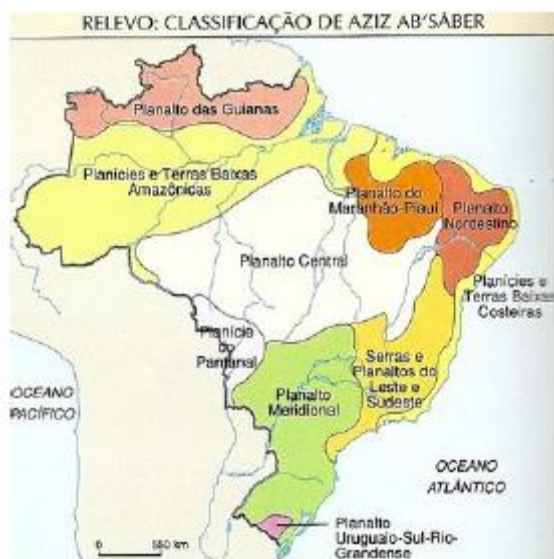 RELEVO: CLASSIFICAÇÃO DE AZIZ AB'SÁBER
Planalto das Guianas
Planícies e Terras Baixas
Amazônicas
Planalto do
Maranhão-Piauí
Planalto
Nordestino
Planalto Central
Planícies e
Terras Baixas
Costeiras
Planície
do
Pantanal
Serras e
Planaltos do
Leste e
Sudeste
OCEANO
PACÍFICO
Planalto
Meridional
OCEANO
ATLÂNTICO
Planalto
Uruguaio-Sul-Rio-
Grandense
0 550 km